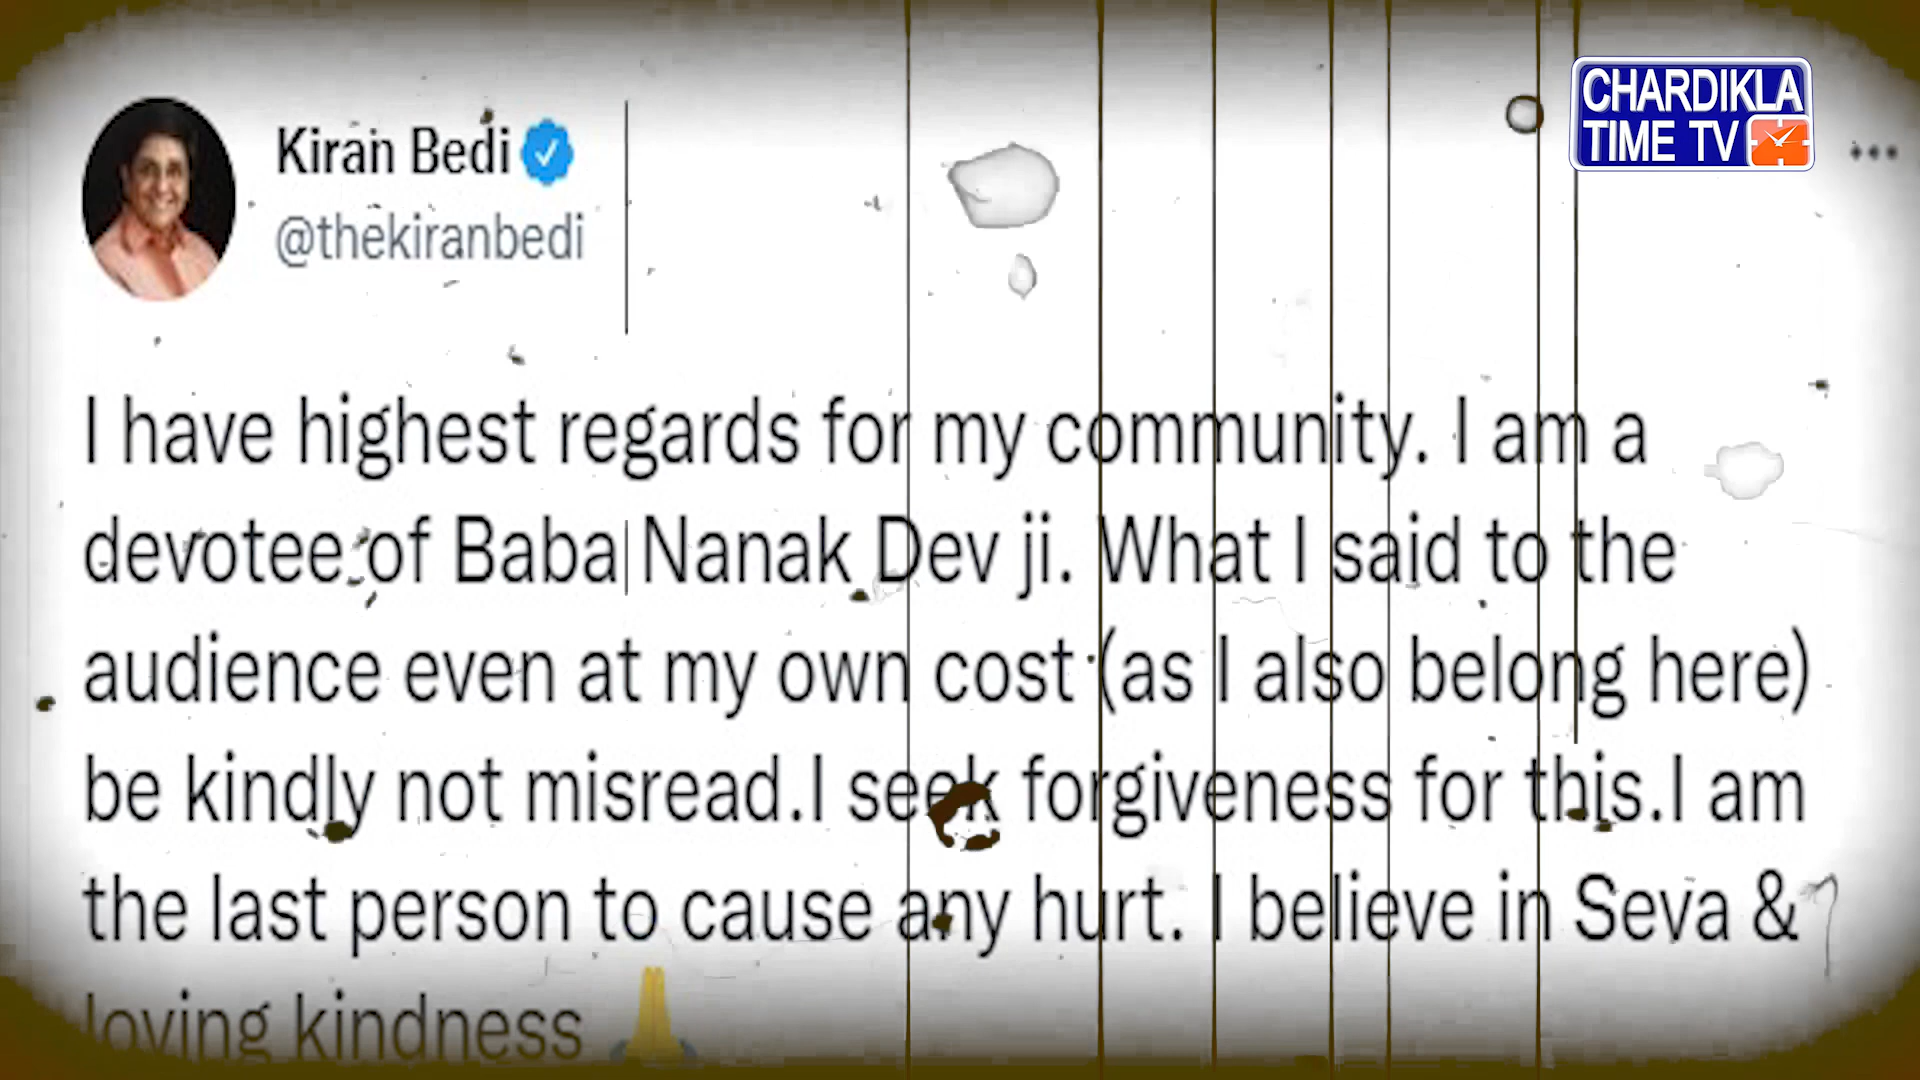 Kiran Bedi
@thekiranbedi
CHARDIKLA
TIME TV
I have highest regards for my community. I am a
devotee of Baba Nanak Dev ji. What I said to the
audience even at my own cost (as I also belong here)
be kindly not misread.I seek forgiveness for this.I am
the last person to cause any hurt. I believe in Seva &
loving kindness 🙏